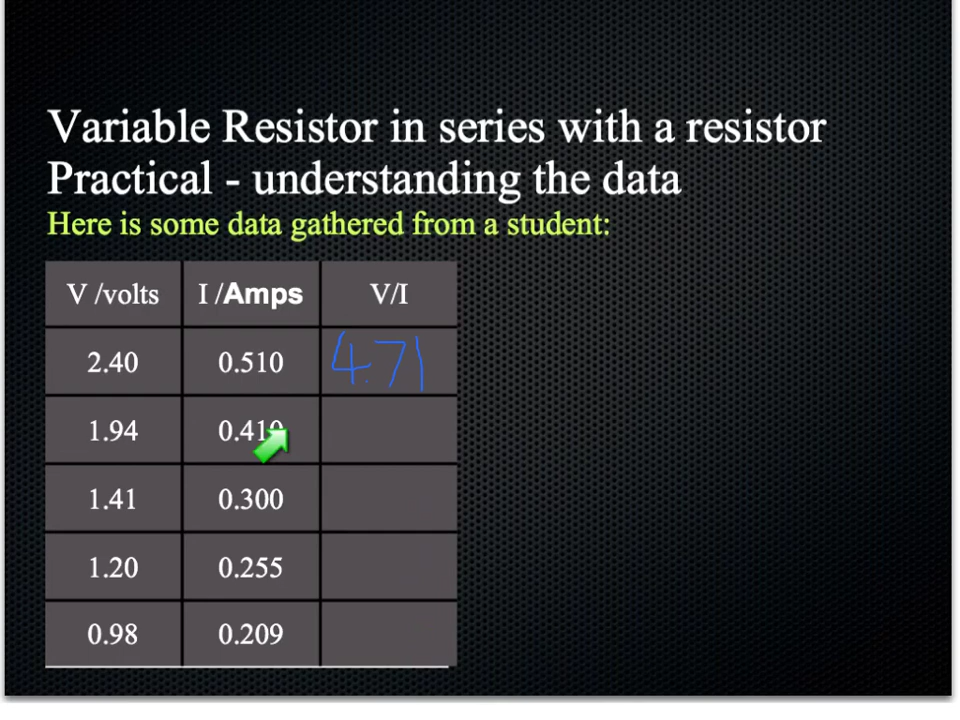 Variable Resistor in series with a resistor
Practical - understanding the data
Here is some data gathered from a student:
V /volts I /Amps V/I
2.40 0.510 4.71
1.94 0.410
1.41 0.300
1.20 0.255
0.98 0.209